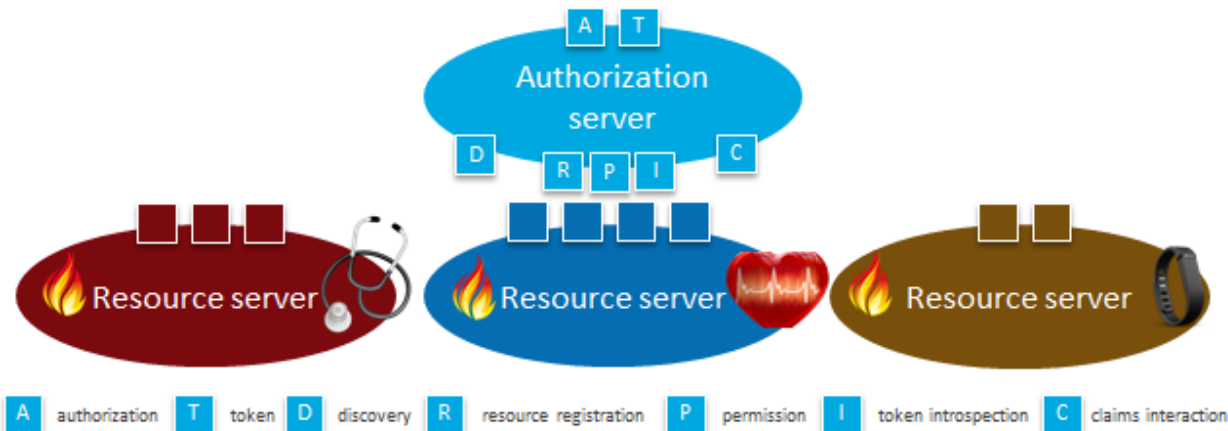 A T
Authorization
server
D C
R P I
Resource server Resource server Resource server
A authorization T token D discovery R resource registration P permission I token introspection C claims interaction